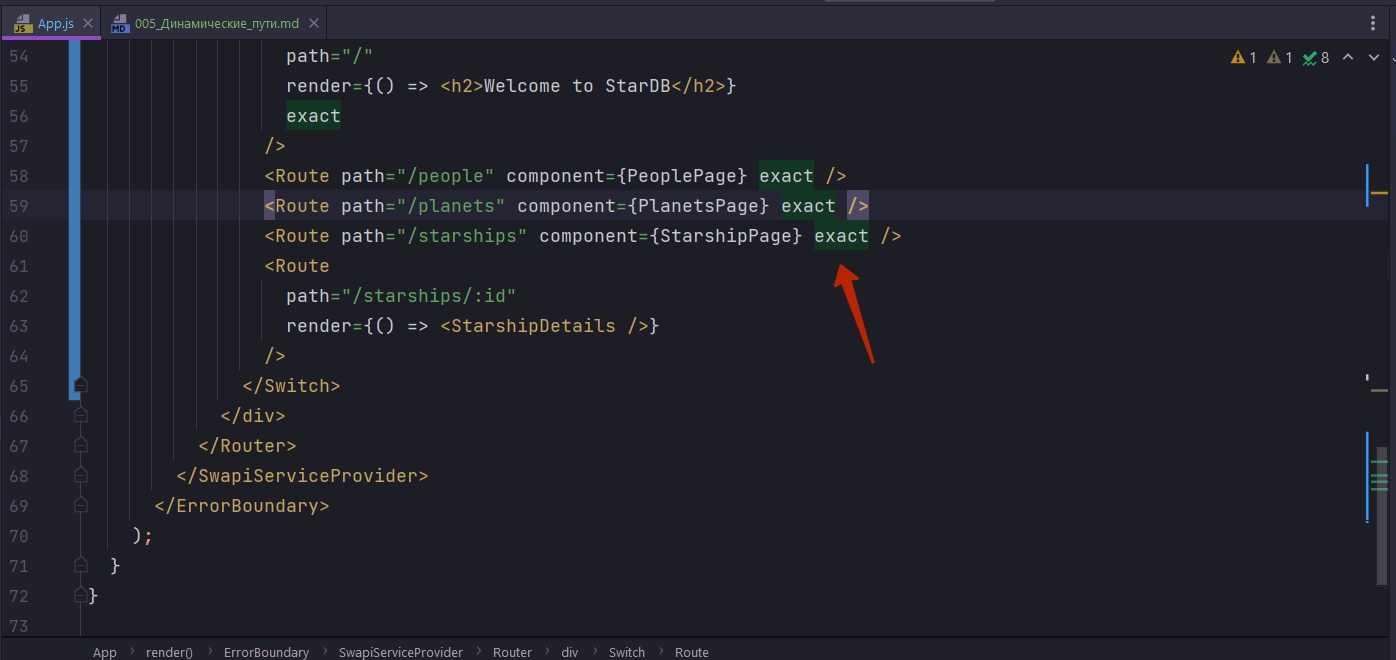 App.js 005_Динамические_пути.md
54 path="/"
1 1 8
55 render={() => <h2>Welcome to StarDB</h2>}
56 exact
57 />
58 <Route path="/people" component={PeoplePage} exact />
59 <Route path="/planets" component={PlanetsPage} exact />
60 <Route path="/starships" component={StarshipPage} exact />
61 <Route
62 path="/starships/:id"
63 render={() => <StarshipDetails />}
64 />
65 </Switch>
66 </div>
67 </Router>
68 </SwapiServiceProvider>
69 </ErrorBoundary>
70 );
71 }
72 }
73
App › render() › ErrorBoundary › SwapiServiceProvider › Router › div › Switch › Route